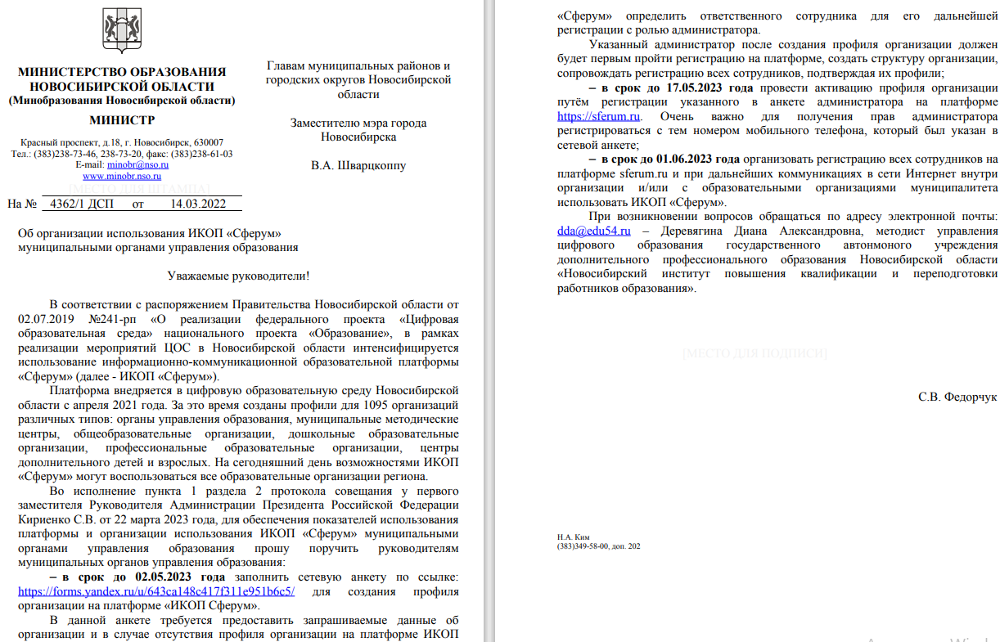 МИНИСТЕРСТВО ОБРАЗОВАНИЯ
НОВОСИБИРСКОЙ ОБЛАСТИ
(Минобразования Новосибирской области)
МИНИСТР
Красный проспект, д.18, г. Новосибирск, 630007
Тел.: (383)238-73-46, 238-73-20, факс: (383)238-61-03
E-mail: minobr@nso.ru
www.minobr.nso.ru
[МЕСТО ДЛЯ ШТАМПА]
На № 4362/1 ДСП от 14.03.2022
Главам муниципальных районов и
городских округов Новосибирской
области
Заместителю мэра города
Новосибирска
В.А. Шварцкоппу
Об организации использования ИКОП «Сферум»
муниципальными органами управления образования
Уважаемые руководители!
В соответствии с распоряжением Правительства Новосибирской области от
02.07.2019 №241-рп «О реализации федерального проекта «Цифровая
образовательная среда» национального проекта «Образование», в рамках
реализации мероприятий ЦОС в Новосибирской области интенсифицируется
использование информационно-коммуникационной образовательной платформы
«Сферум» (далее - ИКОП «Сферум»).
Платформа внедряется в цифровую образовательную среду Новосибирской
области с апреля 2021 года. За это время созданы профили для 1095 организаций
различных типов: органы управления образования, муниципальные методические
центры, общеобразовательные организации, дошкольные образовательные
организации, профессиональные образовательные организации, центры
дополнительного детей и взрослых. На сегодняшний день возможностями ИКОП
«Сферум» могут воспользоваться все образовательные организации региона.
Во исполнение пункта 1 раздела 2 протокола совещания у первого
заместителя Руководителя Администрации Президента Российской Федерации
Кириенко С.В. от 22 марта 2023 года, для обеспечения показателей использования
платформы и организации использования ИКОП «Сферум» муниципальными
органами управления образования прошу поручить руководителям
муниципальных органов управления образования:
– в срок до 02.05.2023 года заполнить сетевую анкету по ссылке:
https://forms.yandex.ru/u/643ca148c417f311e951b6c5/ для создания профиля
организации на платформе «ИКОП Сферум».
В данной анкете требуется предоставить запрашиваемые данные об
организации и в случае отсутствия профиля организации на платформе ИКОП
«Сферум» определить ответственного сотрудника для его дальнейшей
регистрации с ролью администратора.
Указанный администратор после создания профиля организации должен
будет первым пройти регистрацию на платформе, создать структуру организации,
сопровождать регистрацию всех сотрудников, подтверждая их профили;
– в срок до 17.05.2023 года провести активацию профиля организации
путём регистрации указанного в анкете администратора на платформе
https://sferum.ru. Очень важно для получения прав администратора
регистрироваться с тем номером мобильного телефона, который был указан в
сетевой анкете;
– в срок до 01.06.2023 года организовать регистрацию всех сотрудников на
платформе sferum.ru и при дальнейших коммуникациях в сети Интернет внутри
организации и/или с образовательными организациями муниципалитета
использовать ИКОП «Сферум».
При возникновении вопросов обращаться по адресу электронной почты:
dda@edu54.ru – Деревягина Диана Александровна, методист управления
цифрового образования государственного автономного учреждения
дополнительного профессионального образования Новосибирской области
«Новосибирский институт повышения квалификации и переподготовки
работников образования».
[МЕСТО ДЛЯ ПОДПИСИ]
С.В. Федорчук
Н.А. Ким
(383)349-58-00, доп. 202